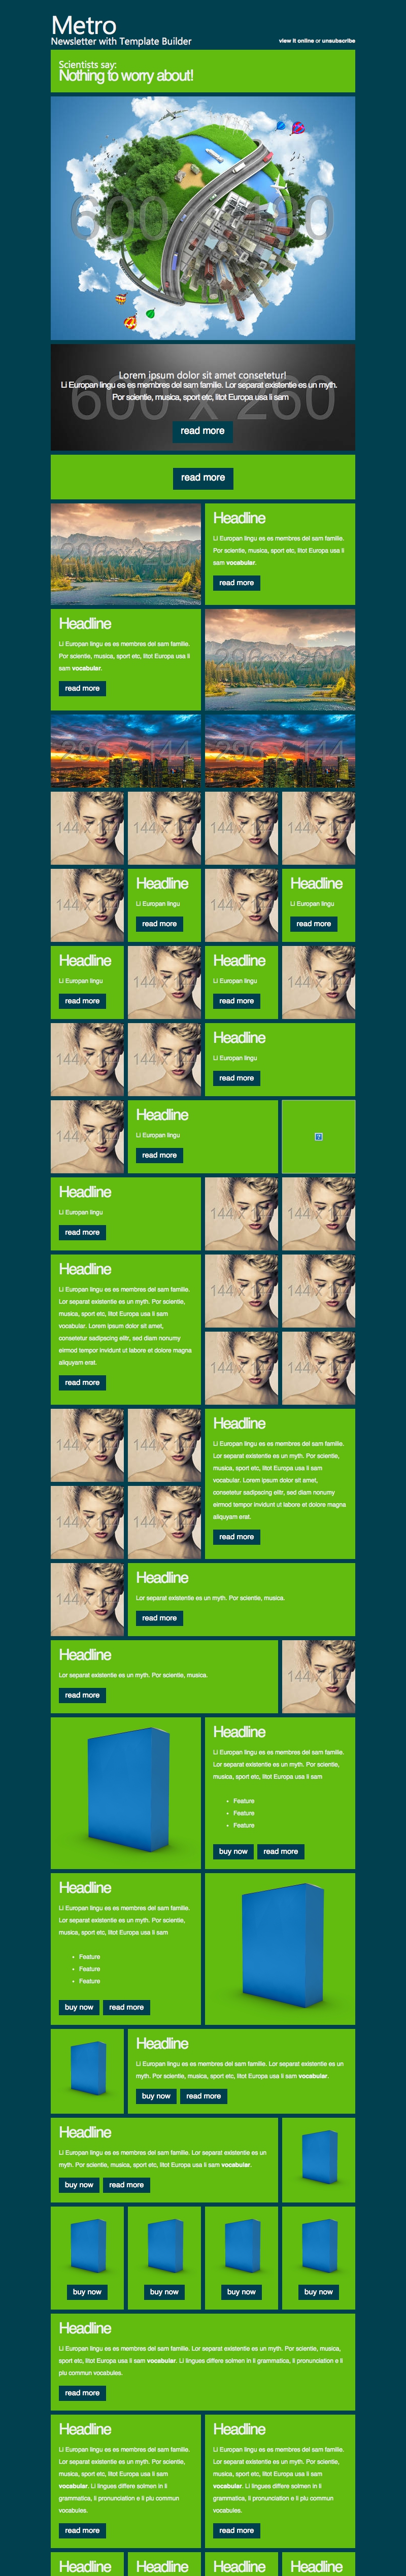 Metro
Newsletter with Template Builder
view it online or unsubscribe
Scientists say:
Nothing to worry about!
600 x 480
Lorem ipsum dolor sit amet consetetur!
Li Europan lingu es es membres del sam familie. Lor separat existentie es un myth.
Por scientie, musica, sport etc, litot Europa usa li sam
600 x 260
read more
read more
296 x 200
Headline
Li Europan lingu es es membres del sam familie.
Por scientie, musica, sport etc, litot Europa usa li
sam vocabular.
read more
Headline
Li Europan lingu es es membres del sam familie.
Por scientie, musica, sport etc, litot Europa usa li
sam vocabular.
read more
296 x 200
296 x 144
296 x 144
144 x 144
144 x 144
144 x 144
144 x 144
144 x 144
Headline
Li Europan lingu
read more
144 x 144
Headline
Li Europan lingu
read more
Headline
Li Europan lingu
read more
144 x 144
Headline
Li Europan lingu
read more
144 x 144
144 x 144
144 x 144
Headline
Li Europan lingu
read more
144 x 144
Headline
Li Europan lingu
read more
?
Headline
Li Europan lingu
read more
144 x 144
144 x 144
Headline
Li Europan lingu es es membres del sam familie.
Lor separat existentie es un myth. Por scientie,
musica, sport etc, litot Europa usa li sam
vocabular. Lorem ipsum dolor sit amet,
consetetur sadipscing elitr, sed diam nonumy
eirmod tempor invidunt ut labore et dolore magna
aliquyam erat.
read more
144 x 144
144 x 144
144 x 144
144 x 144
144 x 144
144 x 144
144 x 144
144 x 144
Headline
Li Europan lingu es es membres del sam familie.
Lor separat existentie es un myth. Por scientie,
musica, sport etc, litot Europa usa li sam
vocabular. Lorem ipsum dolor sit amet,
consetetur sadipscing elitr, sed diam nonumy
eirmod tempor invidunt ut labore et dolore magna
aliquyam erat.
read more
144 x 144
Headline
Lor separat existentie es un myth. Por scientie, musica.
read more
Headline
Lor separat existentie es un myth. Por scientie, musica.
read more
144 x 144
Headline
Li Europan lingu es es membres del sam familie.
Lor separat existentie es un myth. Por scientie,
musica, sport etc, litot Europa usa li sam
• Feature
• Feature
• Feature
buy now read more
Headline
Li Europan lingu es es membres del sam familie.
Lor separat existentie es un myth. Por scientie,
musica, sport etc, litot Europa usa li sam
• Feature
• Feature
• Feature
buy now read more
Headline
Li Europan lingu es es membres del sam familie. Lor separat existentie es un
myth. Por scientie, musica, sport etc, litot Europa usa li sam vocabular.
buy now read more
Headline
Li Europan lingu es es membres del sam familie. Lor separat existentie es un
myth. Por scientie, musica, sport etc, litot Europa usa li sam vocabular.
buy now read more
buy now
buy now
buy now
buy now
Headline
Li Europan lingu es es membres del sam familie. Lor separat existentie es un myth. Por scientie, musica,
sport etc, litot Europa usa li sam vocabular. Li lingues differe solmen in li grammatica, li pronunciation e li
plu commun vocabules.
read more
Headline
Li Europan lingu es es membres del sam familie.
Lor separat existentie es un myth. Por scientie,
musica, sport etc, litot Europa usa li sam
vocabular. Li lingues differe solmen in li
grammatica, li pronunciation e li plu commun
vocabules.
read more
Headline
Li Europan lingu es es membres del sam familie.
Lor separat existentie es un myth. Por scientie,
musica, sport etc, litot Europa usa li sam
vocabular. Li lingues differe solmen in li
grammatica, li pronunciation e li plu commun
vocabules.
read more
Headline
Headline
Headline
Headline